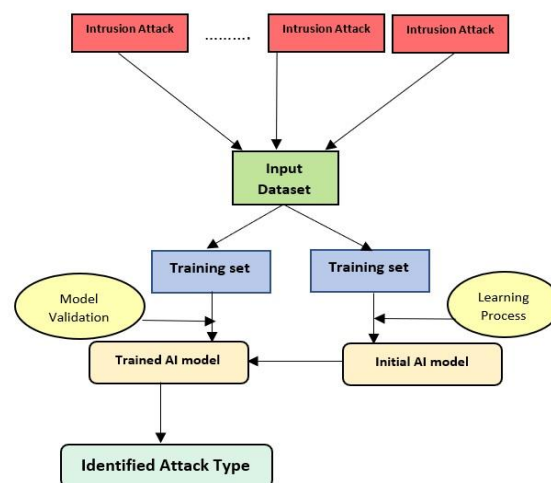 Intrusion Attack .......... Intrusion Attack Intrusion Attack
Input
Dataset
Training set Training set
Model
Validation
Learning
Process
Trained AI model Initial AI model
Identified Attack Type